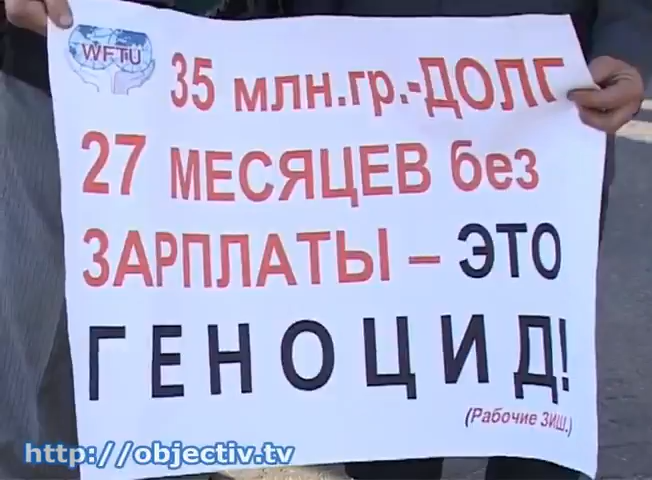 WFTU
35 млн.гр.-ДОЛГ
27 МЕСЯЦЕВ без
ЗАРПЛАТЫ – ЭТО
ГЕНОЦИД!
(Рабочие ЗИШ.)
http://objectiv.tv